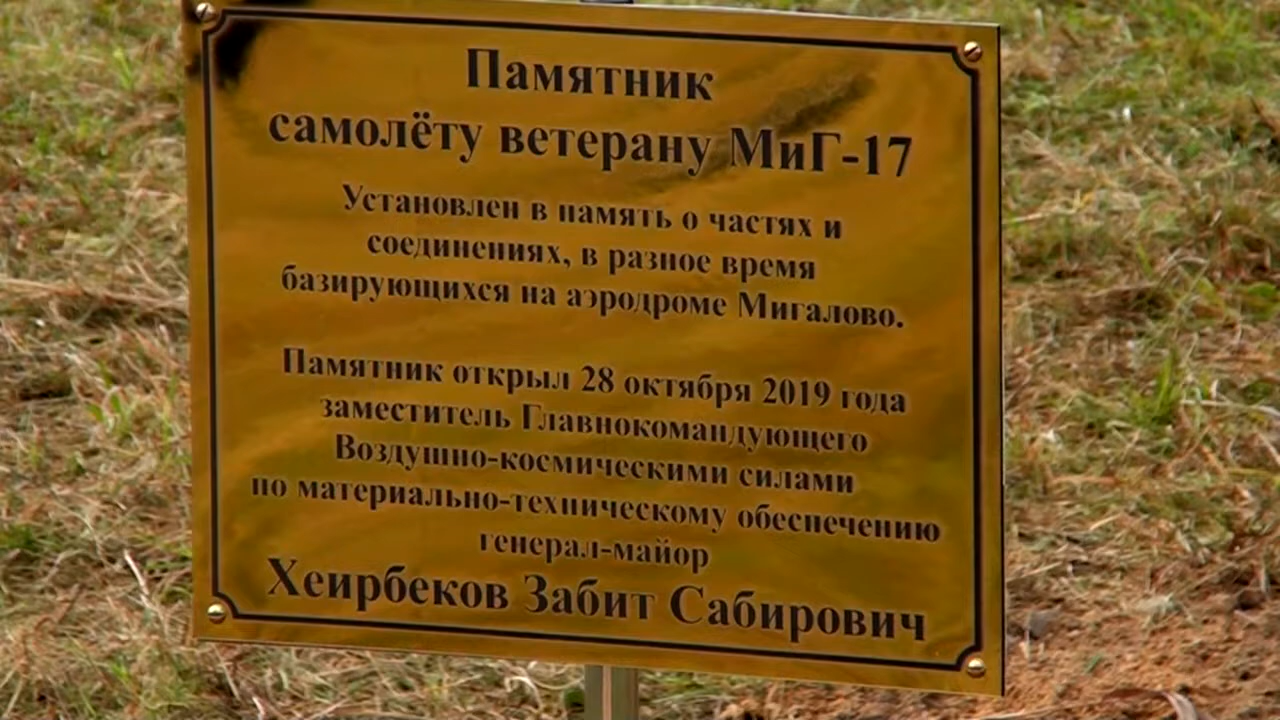 Памятник
самолёту ветерану МиГ-17
Установлен в память о частях и
соединениях, в разное время
базирующихся на аэродроме Мигалово.
Памятник открыл 28 октября 2019 года
заместитель Главнокомандующего
Воздушно-космическими силами
по материально-техническому обеспечению
генерал-майор
Хеирбеков Забит Сабирович